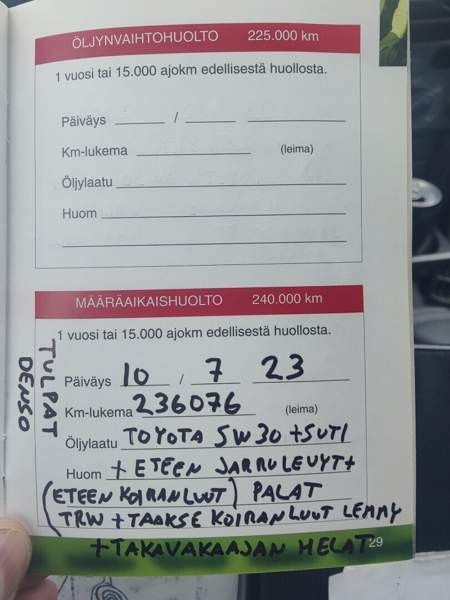 ÖLJYNVAIHTOHUOLTO 225.000 km
1 vuosi tai 15.000 ajokm edellisestä huollosta.
Päiväys / 
Km-lukema (leima)
Öljylaatu
Huom
MÄÄRÄAIKAISHUOLTO 240.000 km
1 vuosi tai 15.000 ajokm edellisestä huollosta.
Päiväys 10 / 7 23
Km-lukema 236076 (leima)
Öljylaatu TOYOTA 5W30 + SUTI
Huom + ETEEN JARRULEVYT+
(ETEEN KOIRANLUUT) PALAT
TRW + TAAKSE KOIRANLUUT LEMMY
+TAKAVAKAAJAN HELAT
29
TULPAT
DENSO